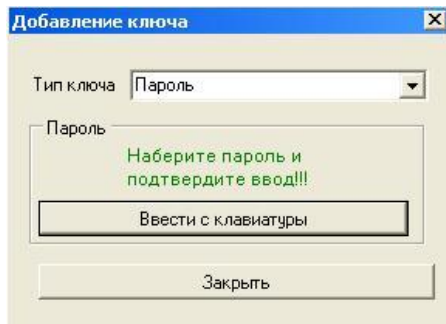 Добавление ключа
Тип ключа Пароль
Пароль
Наберите пароль и
подтвердите ввод!!!
Ввести с клавиатуры
Закрыть